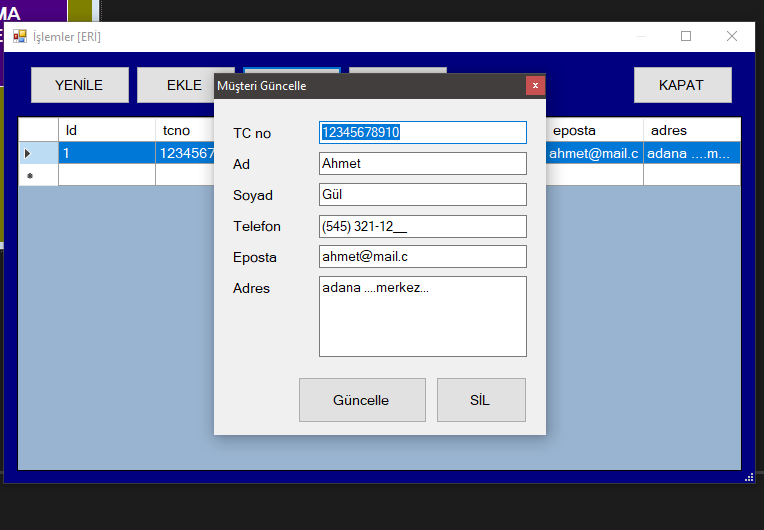 MA
E
İşlemler [ERİ]
YENİLE
EKLE
KAPAT
Müşteri Güncelle
Id
tcno
eposta
adres
1
1234567
ahmet@mail.c
adana ....m...
TC no
12345678910
Ad
Ahmet
Soyad
Gül
Telefon
(545) 321-12__
Eposta
ahmet@mail.c
Adres
adana ....merkez...
Güncelle
SİL